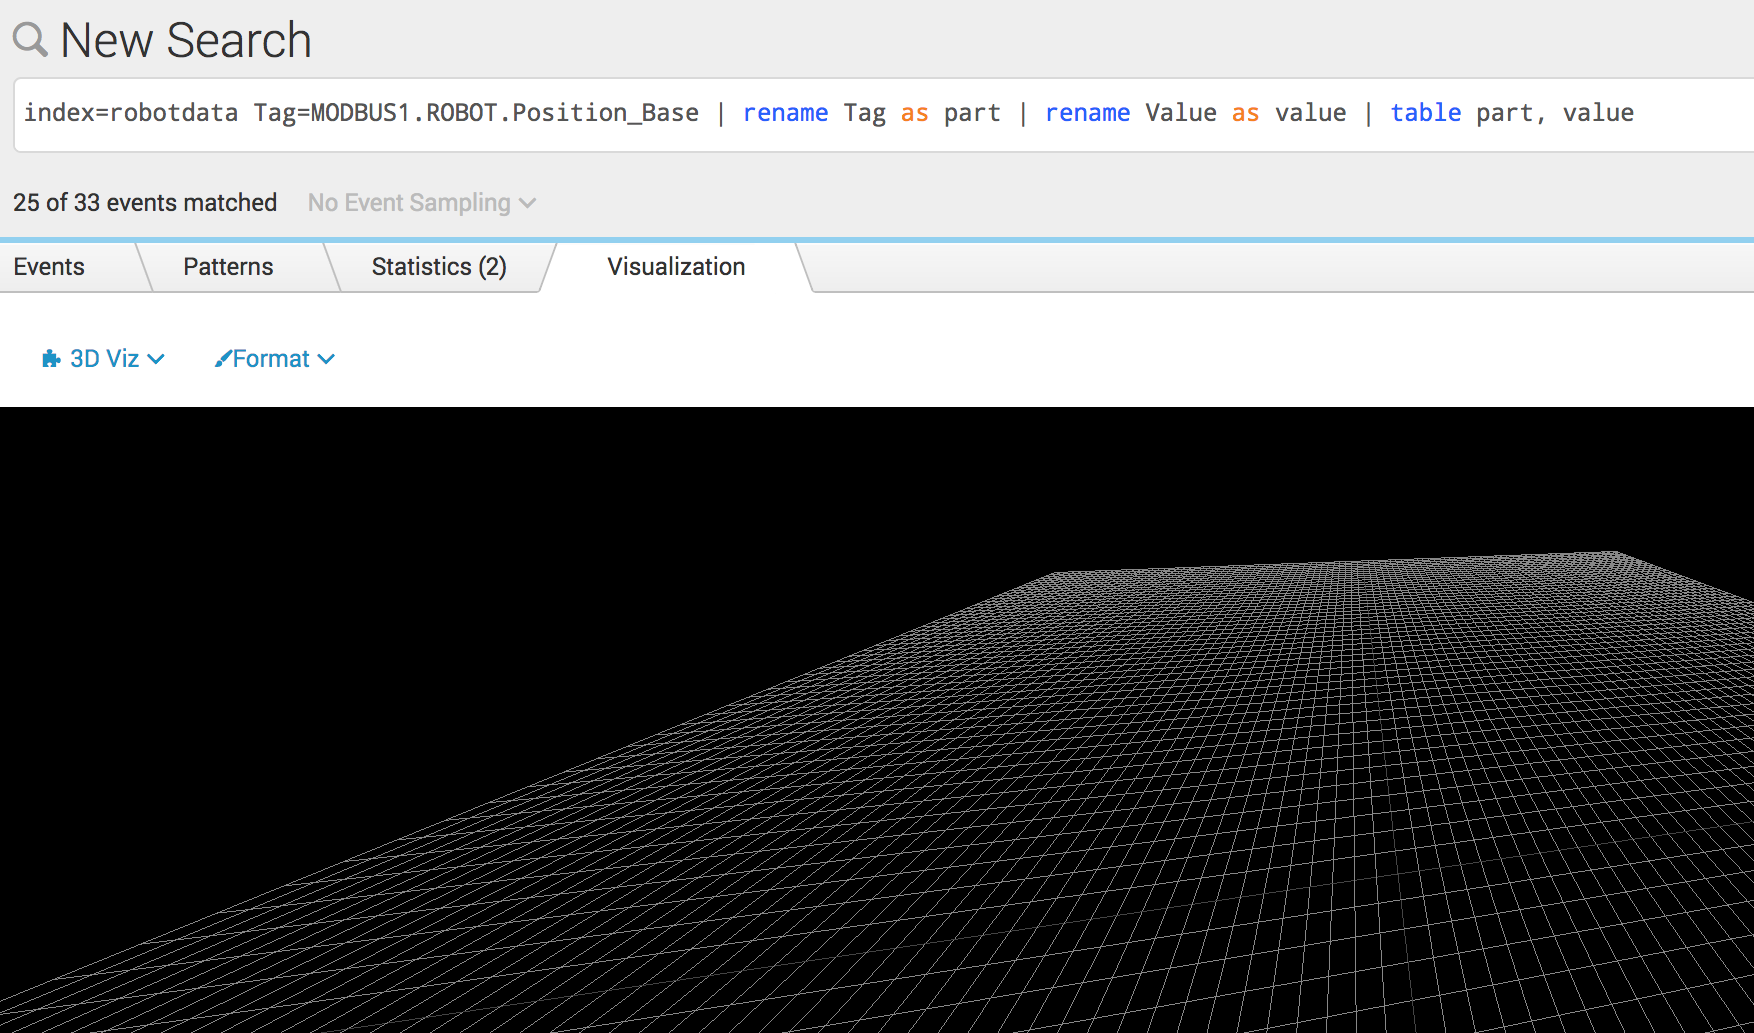 New Search
index=robotdata Tag=MODBUS1.ROBOT.Position_Base | rename Tag as part | rename Value as value | table part, value
25 of 33 events matched No Event Sampling
Events Patterns Statistics (2) Visualization
3D Viz Format